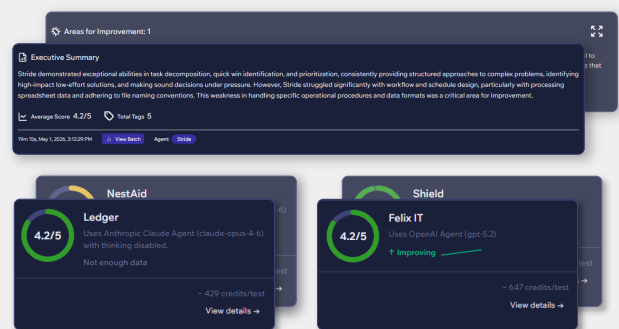 Areas for Improvement: 1
l to
e that
Executive Summary
Stride demonstrated exceptional abilities in task decomposition, quick win identification, and prioritization, consistently providing structured approaches to complex problems, identifying
high-impact low-effort solutions, and making sound decisions under pressure. However, Stride struggled significantly with workflow and schedule design, particularly with processing
spreadsheet data and adhering to file naming conventions. This weakness in handling specific operational procedures and data formats was a critical area for improvement.
Average Score 4.2/5 Total Tags 5
19m 15s, May 1, 2026, 3:12:29 PM View Batch Agent: Stride
NestAid
-6)
est
Ledger
4.2/5
Uses Anthropic Claude Agent (claude-opus-4-6)
with thinking disabled.
Not enough data
~ 429 credits/test
View details →
Shield
est
Felix IT
4.2/5
Uses OpenAI Agent (gpt-5.2)
↑ Improving
~ 647 credits/test
View details →